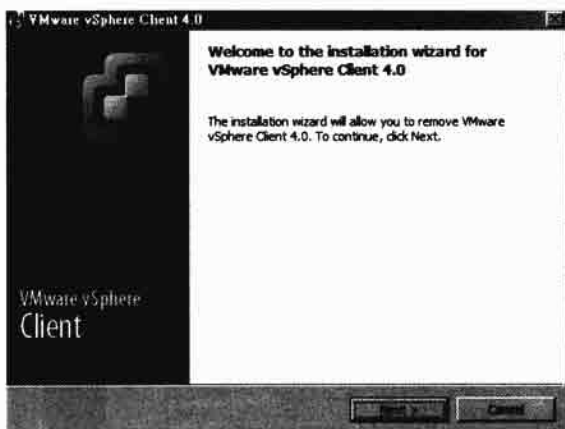 VMware vSphere Client 4.0
Welcome to the installation wizard for
VMware vSphere Client 4.0
The installation wizard will allow you to remove VMware
vSphere Client 4.0. To continue, click Next.
VMware vSphere
Client
Next >
Cancel